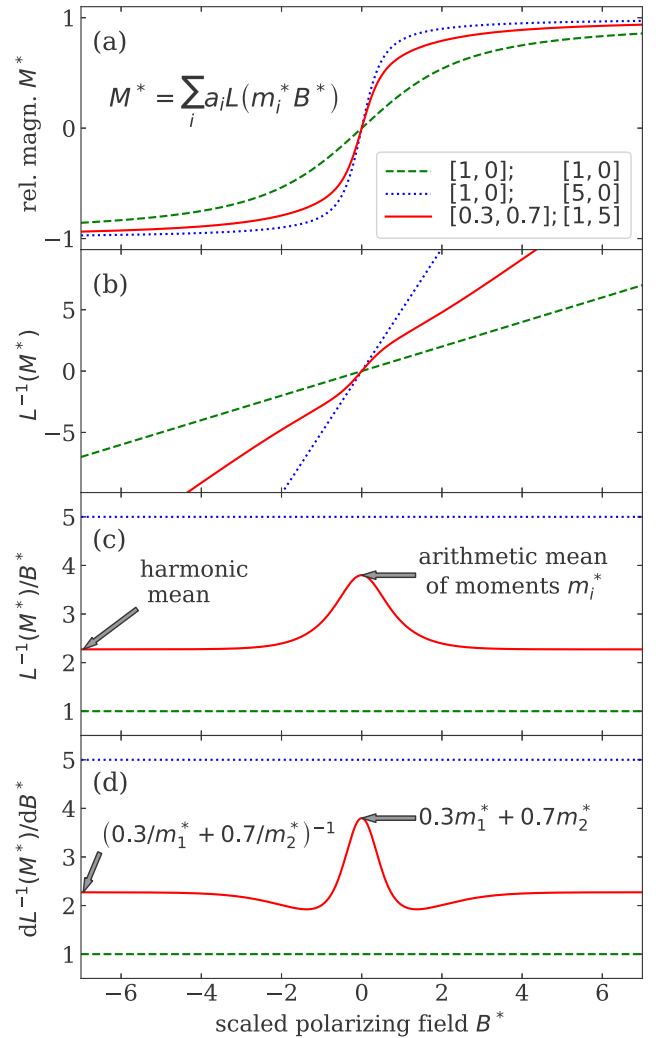 (a)
M* = ∑ᵢ aᵢL(mᵢ*B*)
rel. magn. M*
1
0
−1
[1, 0]; [1, 0]
[1, 0]; [5, 0]
[0.3, 0.7]; [1, 5]
(b)
L⁻¹(M*)
5
0
−5
(c)
L⁻¹(M*)/B*
5
4
3
2
1
harmonic
mean
arithmetic mean
of moments mᵢ*
(d)
dL⁻¹(M*)/dB*
5
4
3
2
1
(0.3/m₁* + 0.7/m₂*)⁻¹
0.3m₁* + 0.7m₂*
−6 −4 −2 0 2 4 6
scaled polarizing field B*